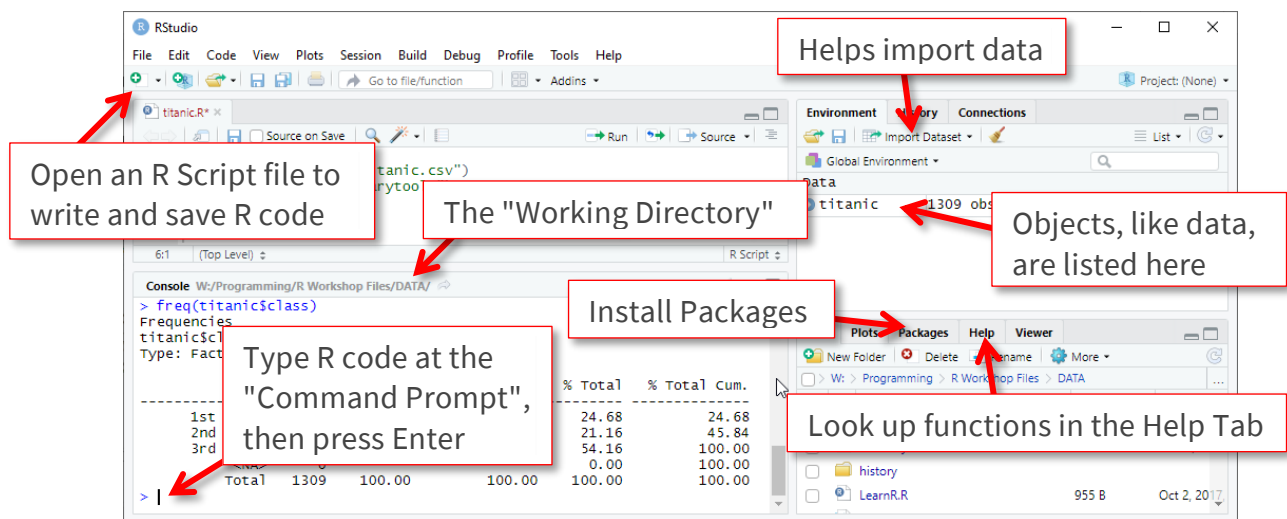 RStudio
File Edit Code View Plots Session Build Debug Profile Tools Help
Go to file/function Addins Project: (None)
Helps import data
titanic.R*
Environment History Connections
Source on Save Run Source
Import Dataset List
Global Environment
Open an R Script file to
write and save R code
tanic.csv")
Data
titanic 1309 obs
The "Working Directory"
Objects, like data,
are listed here
6:1 (Top Level) R Script
Console W:/Programming/R Workshop Files/DATA/
> freq(titanic$class)
Frequencies
Type: Fact
Install Packages
Plots Packages Help Viewer
New Folder Delete Rename More
W: > Programming > R Workshop Files > DATA
...
Type R code at the
"Command Prompt",
then press Enter
% Total % Total Cum.
1st 24.68 24.68
2nd 21.16 45.84
3rd 54.16 100.00
<NA> 0 0.00 100.00
Total 1309 100.00 100.00 100.00 100.00
>
Look up functions in the Help Tab
history
LearnR.R 955 B Oct 2, 2017,